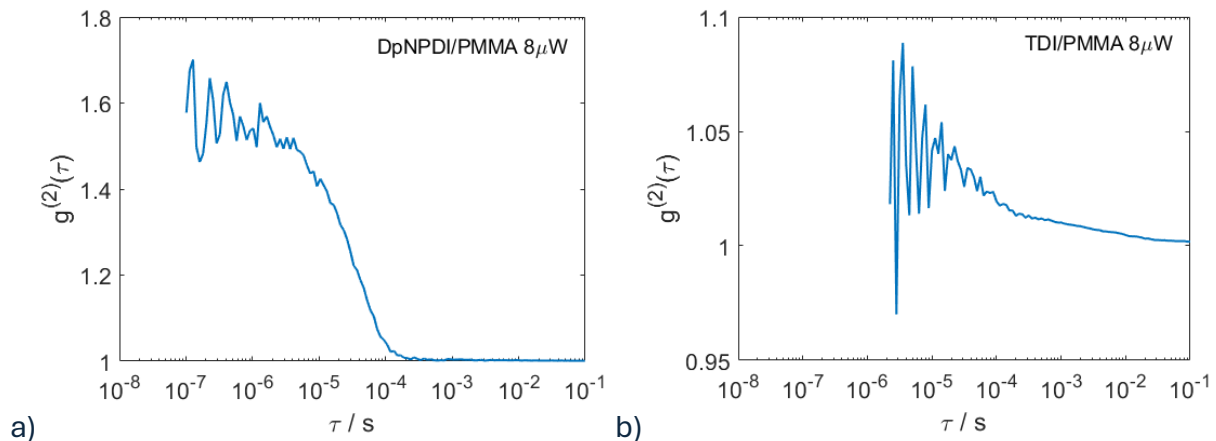 DpNPDI/PMMA 8μW
1.8
1.6
1.4
1.2
1
g(2)(τ)
10-8 10-7 10-6 10-5 10-4 10-3 10-2 10-1
τ / s
a)
TDI/PMMA 8μW
1.1
1.05
1
0.95
g(2)(τ)
10-8 10-7 10-6 10-5 10-4 10-3 10-2 10-1
τ / s
b)